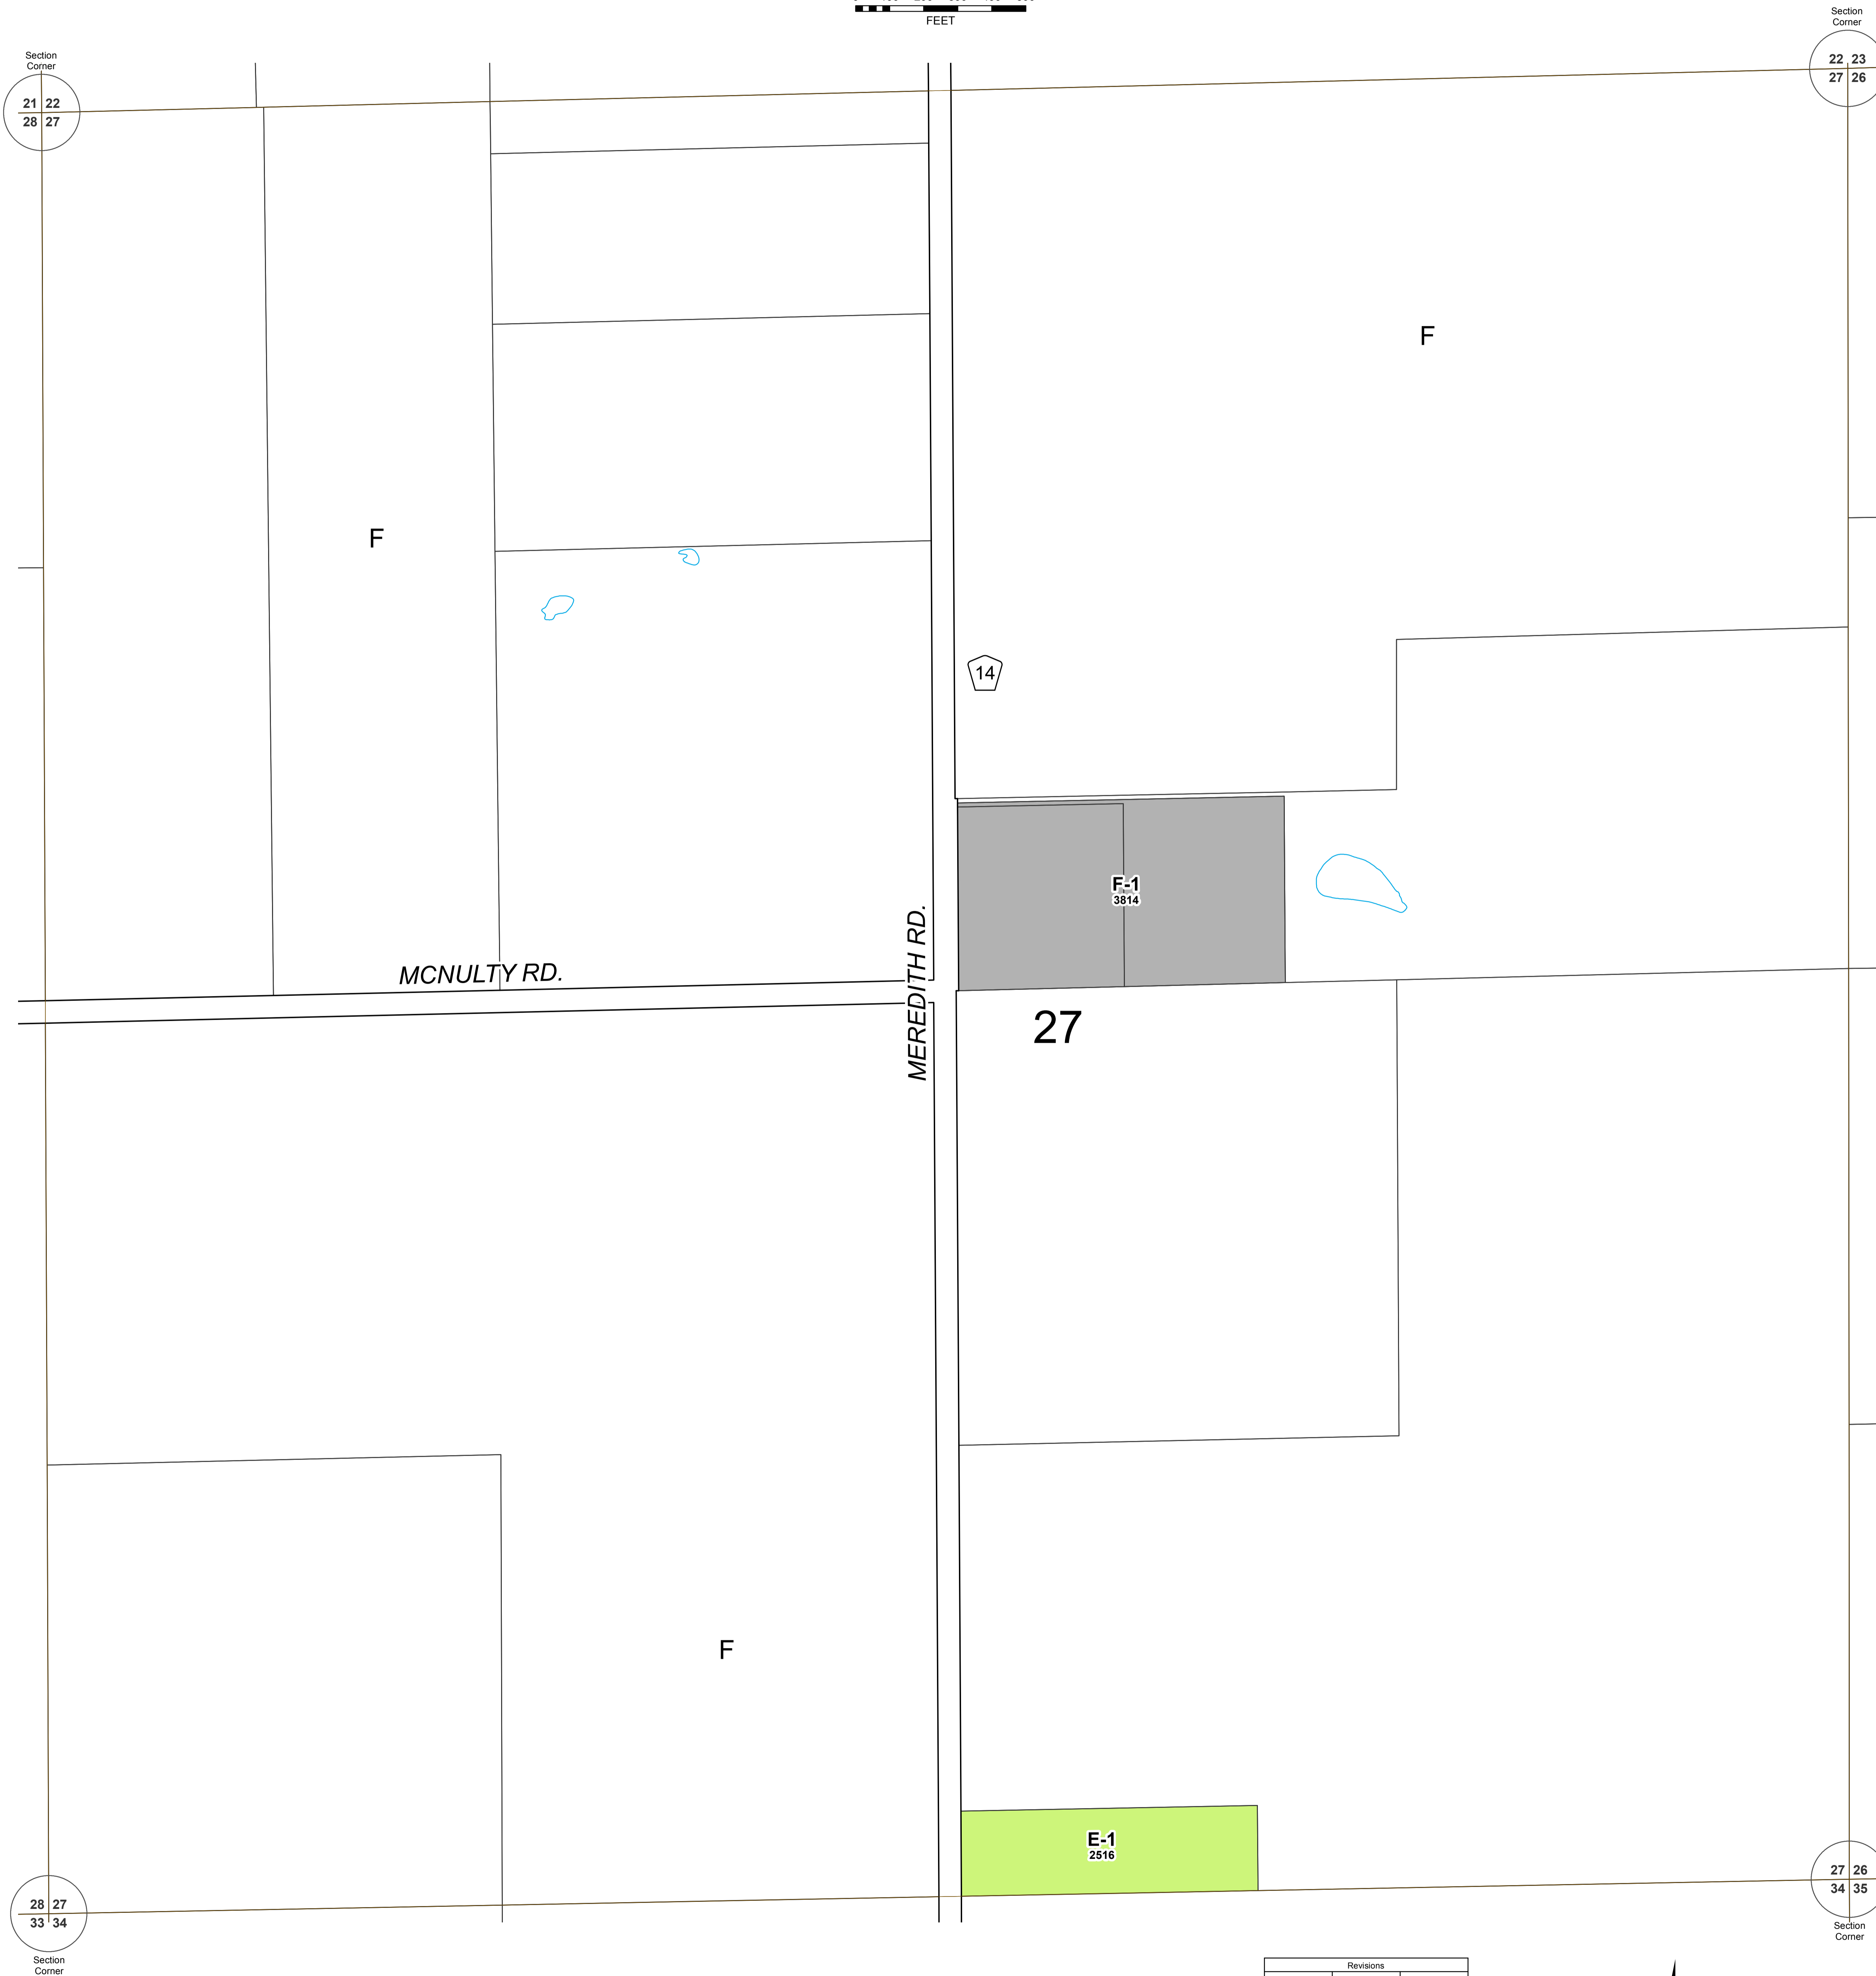 FEET
Section
Corner
Section
Corner
22 23
27 26
21 22
28 27
F
F
14
F-1
3814
MCNULTY RD.
MEREDITH RD.
27
F
E-1
2516
27 26
34 35
28 27
33 34
Section
Corner
Section
Corner
Revisions